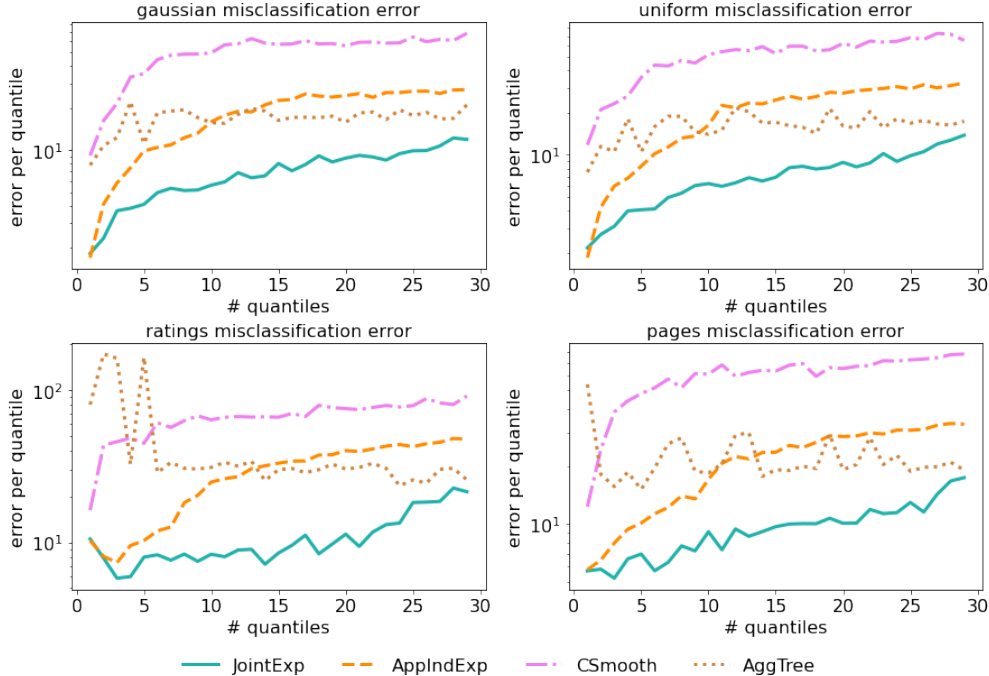 gaussian misclassification error
uniform misclassification error
error per quantile
10¹
0 5 10 15 20 25 30
# quantiles
error per quantile
10¹
0 5 10 15 20 25 30
# quantiles
ratings misclassification error
pages misclassification error
error per quantile
10²
10¹
0 5 10 15 20 25 30
# quantiles
error per quantile
10¹
0 5 10 15 20 25 30
# quantiles
JointExp AppIndExp CSmooth AggTree